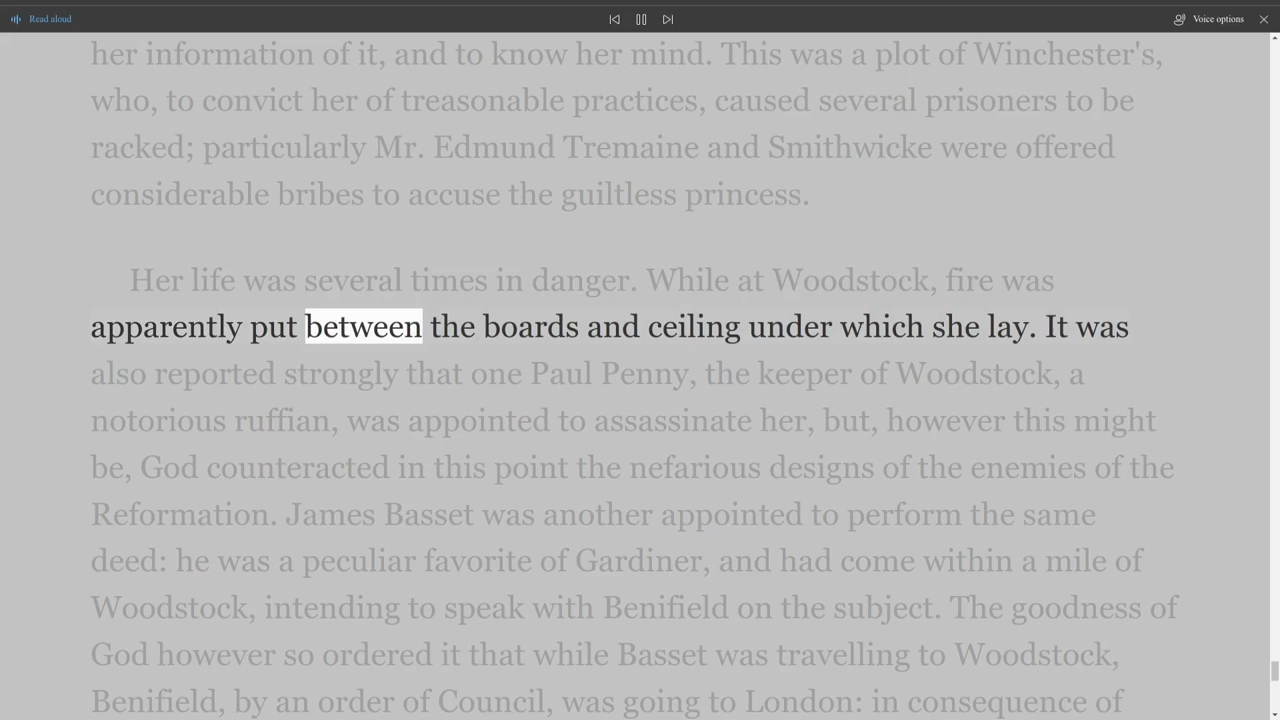 Read aloud
Voice options
her information of it, and to know her mind. This was a plot of Winchester's,
who, to convict her of treasonable practices, caused several prisoners to be
racked; particularly Mr. Edmund Tremaine and Smithwicke were offered
considerable bribes to accuse the guiltless princess.
Her life was several times in danger. While at Woodstock, fire was
apparently put between the boards and ceiling under which she lay. It was
also reported strongly that one Paul Penny, the keeper of Woodstock, a
notorious ruffian, was appointed to assassinate her, but, however this might
be, God counteracted in this point the nefarious designs of the enemies of the
Reformation. James Basset was another appointed to perform the same
deed: he was a peculiar favorite of Gardiner, and had come within a mile of
Woodstock, intending to speak with Benifield on the subject. The goodness of
God however so ordered it that while Basset was travelling to Woodstock,
Benifield, by an order of Council, was going to London: in consequence of